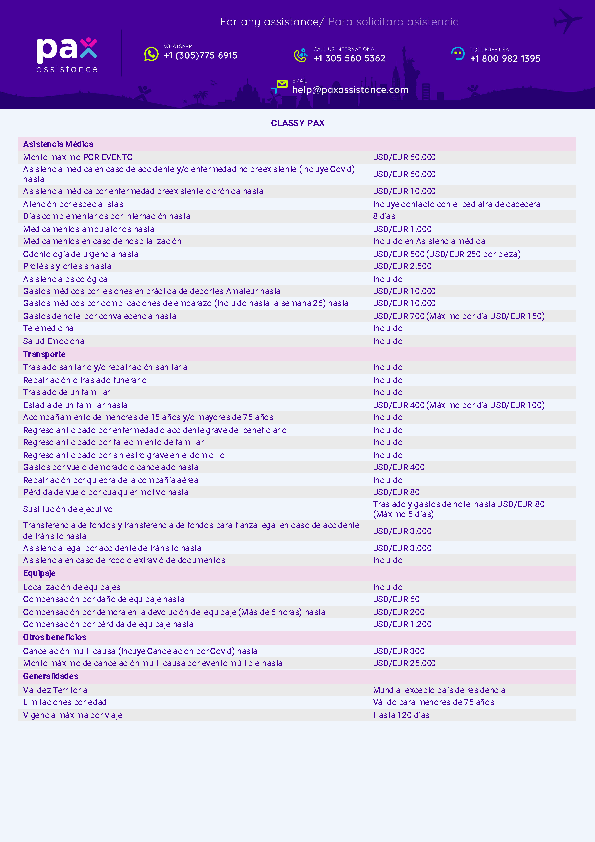 For any assistance/ Para solicitar asistencia
pax
assistance
WHATSAPP
+1 (305)775 6915
+1 305 560 5362
+1 800 982 1395
help@paxassistance.com
CLASSY PAX
Asistencia Médica
Monto máximo POR EVENTO USD/EUR 50.000
Asistencia médica en caso de accidente y/o enfermedad no preexistente (Incluye Covid) USD/EUR 50.000
hasta
Asistencia médica por enfermedad preexistente o crónica hasta USD/EUR 10.000
Atención por especialistas Incluye contacto con el pediatra de cabecera
Días complementarios por internación hasta 8 días
Medicamentos ambulatorios hasta USD/EUR 1.000
Medicamentos en caso de hospitalización Incluido en Asistencia médica
Odontología de urgencia hasta USD/EUR 500 (USD/EUR 250 por pieza)
Prótesis y ortesis hasta USD/EUR 2.500
Asistencia psicológica Incluido
Gastos médicos por lesiones en práctica de deportes Amateur hasta USD/EUR 10.000
Gastos médicos por complicaciones de embarazo (Incluido hasta la semana 26) hasta USD/EUR 10.000
Gastos de hotel por convalecencia hasta USD/EUR 700 (Máximo por día USD/EUR 150)
Telemedicina Incluido
Salud Emocional Incluido
Transporte
Traslado sanitario y/o repatriación sanitaria Incluido
Repatriación o traslado funerario Incluido
Traslado de un familiar Incluido
Estadía de un familiar hasta USD/EUR 400 (Máximo por día USD/EUR 100)
Acompañamiento de menores de 15 años y/o mayores de 75 años Incluido
Regreso anticipado por enfermedad o accidente grave del beneficiario Incluido
Regreso anticipado por fallecimiento de familiar Incluido
Regreso anticipado por siniestro grave en el domicilio Incluido
Gastos por vuelo demorado o cancelado hasta USD/EUR 400
Repatriación por quiebra de la compañía aérea Incluido
Pérdida de vuelo por cualquier motivo hasta USD/EUR 80
Sustitución de ejecutivo Traslado y gastos de hotel hasta USD/EUR 80
(Máximo 5 días)
Transferencia de fondos y transferencia de fondos para fianza legal en caso de accidente USD/EUR 3.000
de tránsito hasta
Asistencia legal por accidente de tránsito hasta USD/EUR 3.000
Asistencia en caso de robo o extravió de documentos Incluido
Equipaje
Localización de equipajes Incluido
Compensación por daño de equipaje hasta USD/EUR 50
Compensación por demora en la devolución del equipaje (Más de 6 horas) hasta USD/EUR 200
Compensación por pérdida de equipaje hasta USD/EUR 1.200
Otros beneficios
Cancelación multi causa (Incluye Cancelación por Covid) hasta USD/EUR 300
Monto máximo de cancelación multi causa por evento múltiple hasta USD/EUR 25.000
Generalidades
Validez Territorial Mundial excepto país de residencia
Limitaciones por edad Válido para menores de 75 años
Vigencia máxima por viaje Hasta 120 días